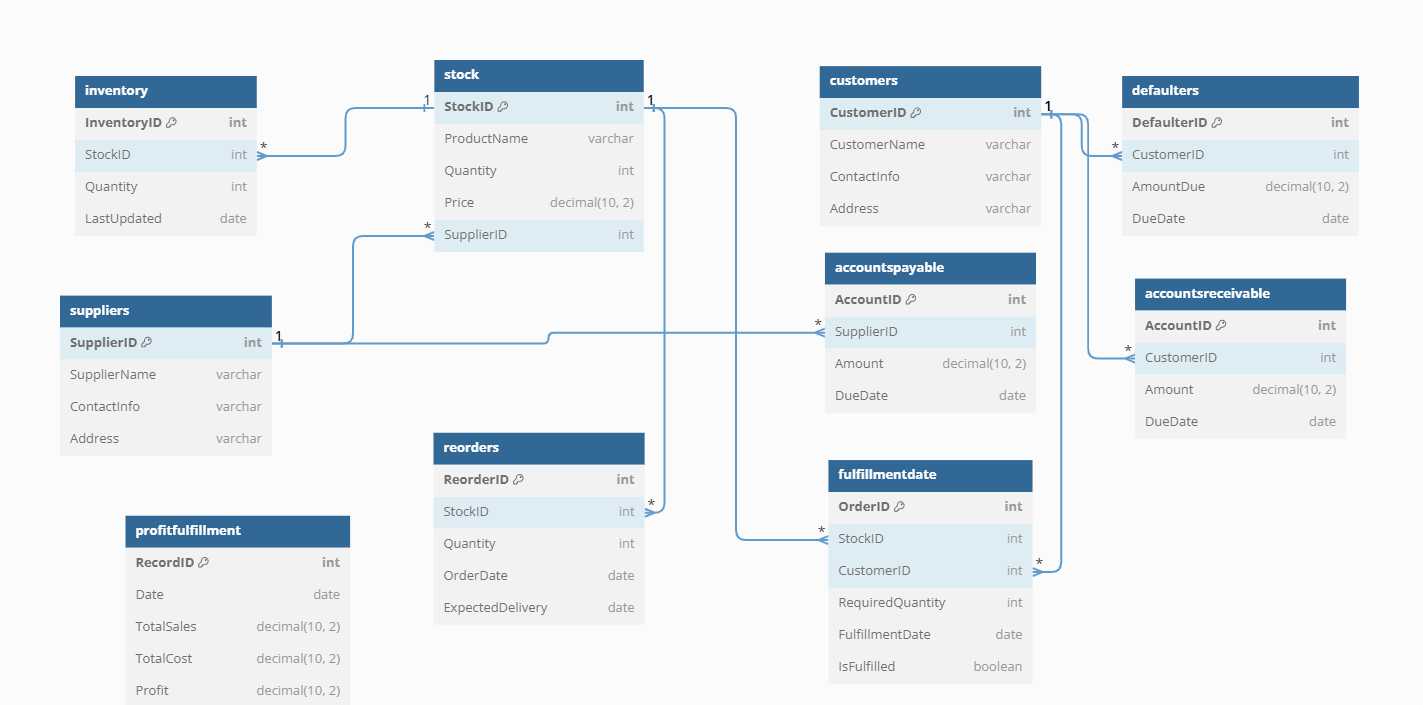 inventory
InventoryID int
StockID int
Quantity int
LastUpdated date
stock
StockID int
ProductName varchar
Quantity int
Price decimal(10, 2)
SupplierID int
customers
CustomerID int
CustomerName varchar
ContactInfo varchar
Address varchar
defaulters
DefaulterID int
CustomerID int
AmountDue decimal(10, 2)
DueDate date
suppliers
SupplierID int
SupplierName varchar
ContactInfo varchar
Address varchar
accountspayable
AccountID int
SupplierID int
Amount decimal(10, 2)
DueDate date
accountsreceivable
AccountID int
CustomerID int
Amount decimal(10, 2)
DueDate date
reorders
ReorderID int
StockID int
Quantity int
OrderDate date
ExpectedDelivery date
fulfillmentdate
OrderID int
StockID int
CustomerID int
RequiredQuantity int
FulfillmentDate date
IsFulfilled boolean
profitfulfillment
RecordID int
Date date
TotalSales decimal(10, 2)
TotalCost decimal(10, 2)
Profit decimal(10, 2)
1
*
1
*
1
*
*
*
1
*
*
*